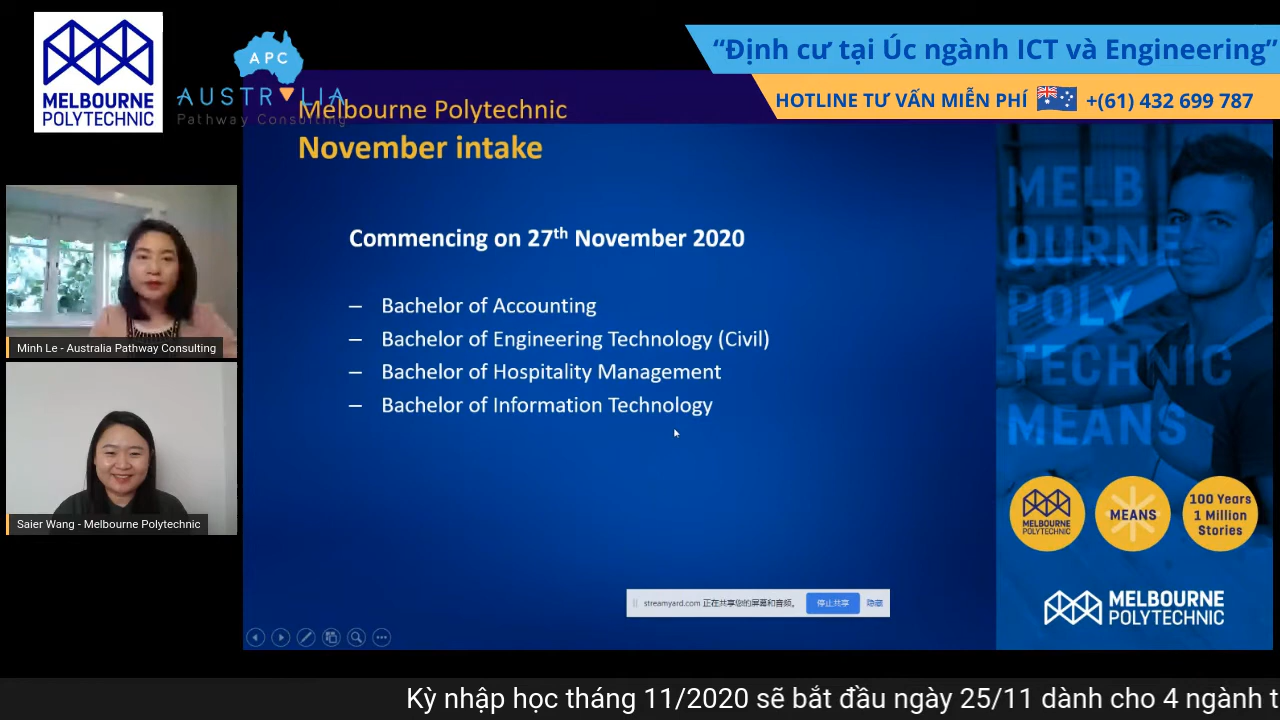 MELBOURNE
POLYTECHNIC
APC
AUSTRALIA
Pathway Consulting
“Định cư tại Úc ngành ICT và Engineering”
HOTLINE TƯ VẤN MIỄN PHÍ +(61) 432 699 787
Melbourne Polytechnic
November intake
Commencing on 27th November 2020
– Bachelor of Accounting
– Bachelor of Engineering Technology (Civil)
– Bachelor of Hospitality Management
– Bachelor of Information Technology
Minh Le - Australia Pathway Consulting
Saier Wang - Melbourne Polytechnic
MELB
OURNE
POLY
TECHNIC
MEANS
MELBOURNE
POLYTECHNIC
MEANS
100 Years
1 Million
Stories
MELBOURNE
POLYTECHNIC
streamyard.com 正在共享您的屏幕和音频。 停止共享 隐藏
Kỳ nhập học tháng 11/2020 sẽ bắt đầu ngày 25/11 dành cho 4 ngành t